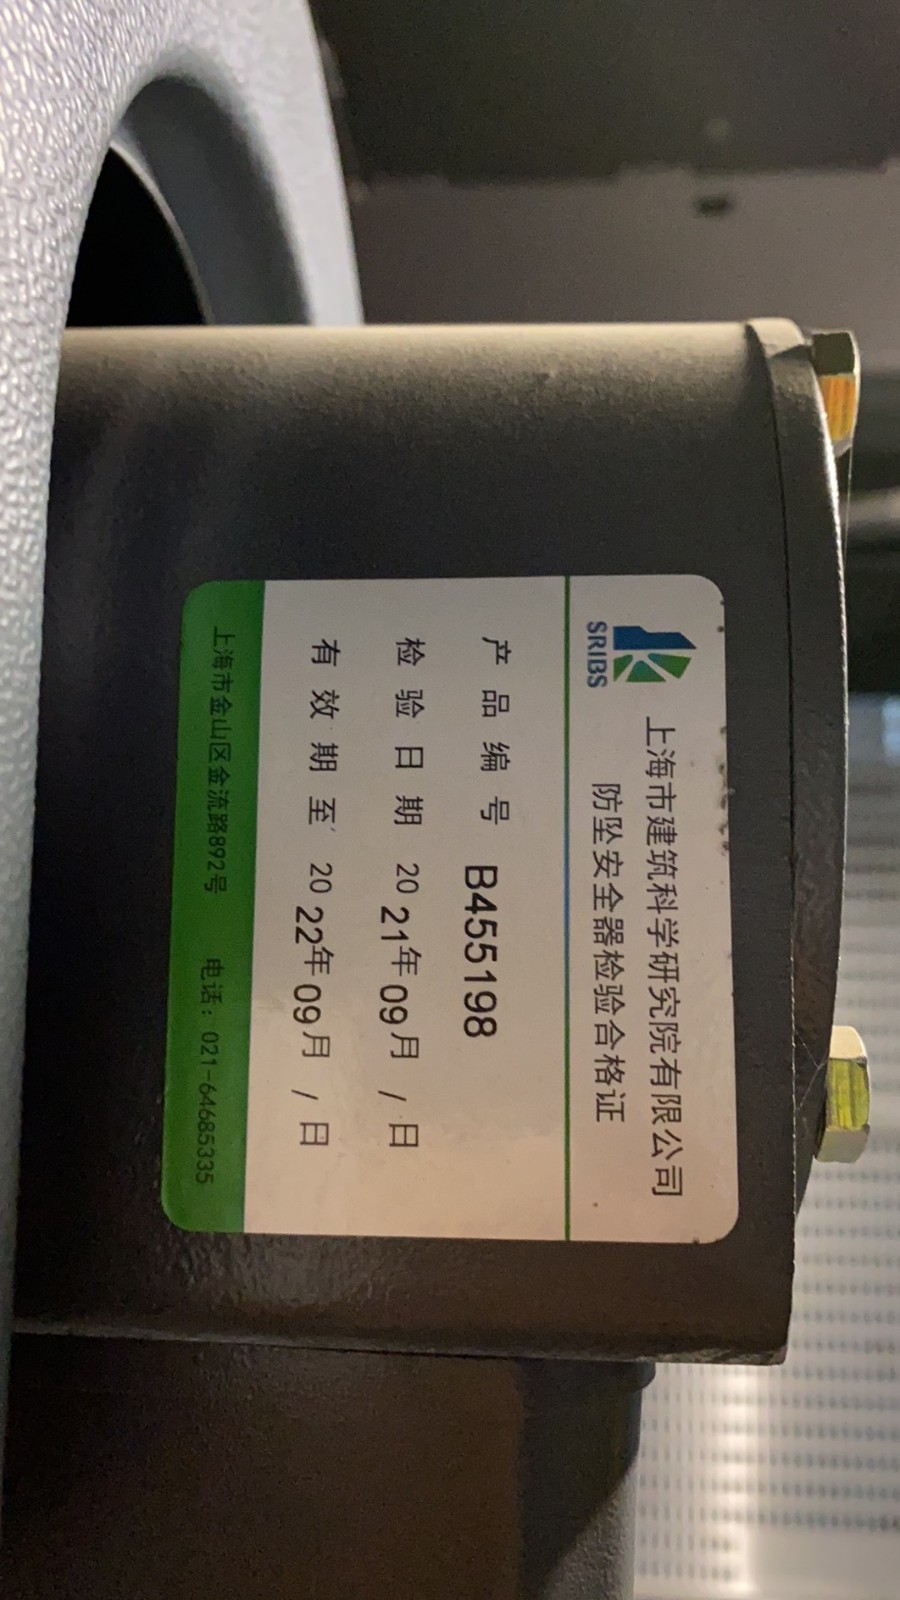 SRIBS
上海市建筑科学研究院有限公司
防坠安全器检验合格证
产品编号 B455198
检验日期 2021年09月 / 日
有效期至 2022年09月 / 日
上海市金山区金流路892号 电话：021-64685335